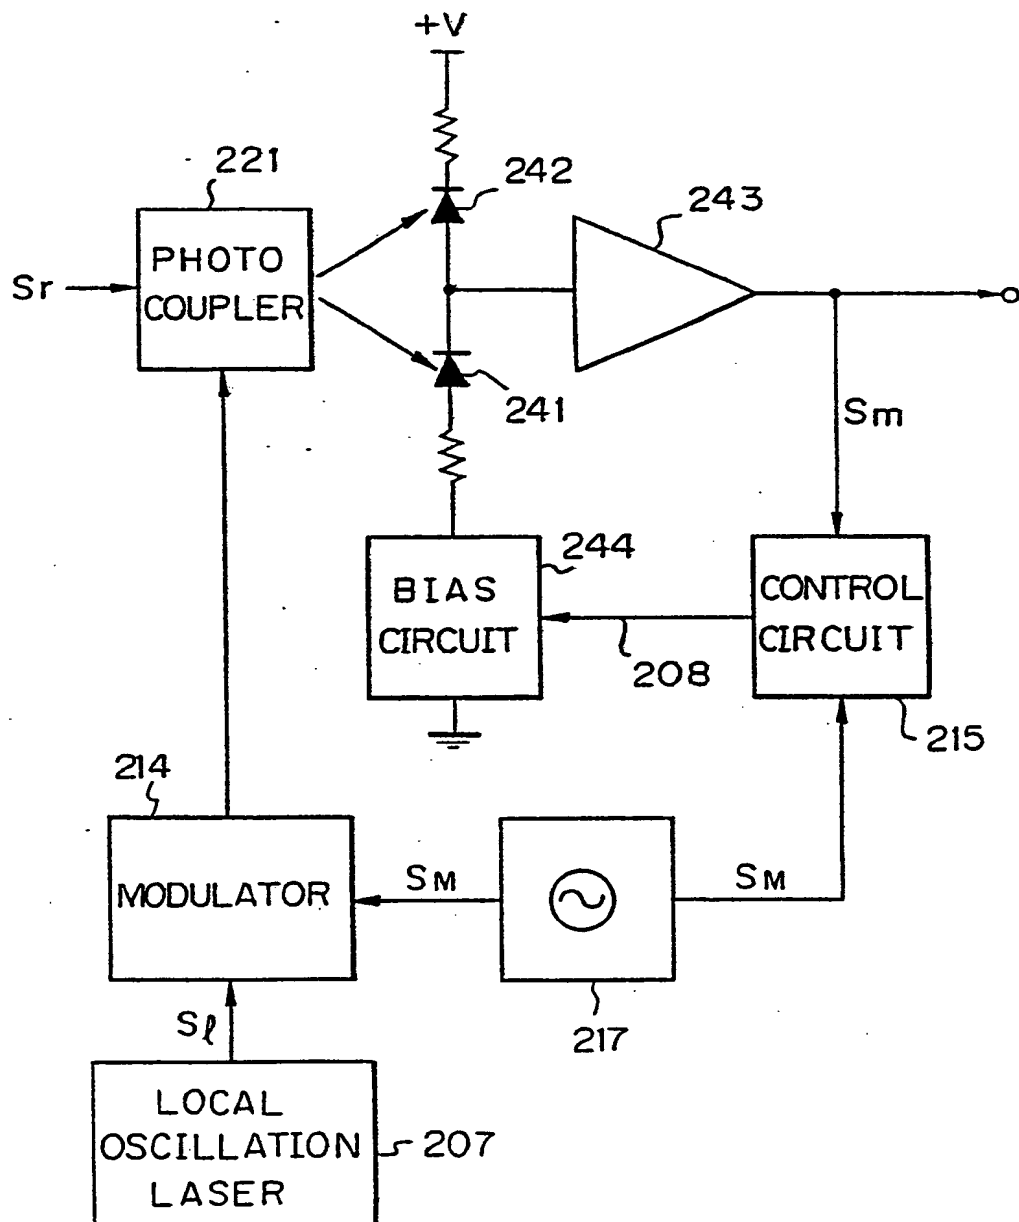 +V
221
242
243
PHOTO
COUPLER
Sr
241
Sm
244
BIAS
CIRCUIT
CONTROL
CIRCUIT
208
215
214
MODULATOR
SM
SM
217
Sℓ
LOCAL
OSCILLATION
LASER
207